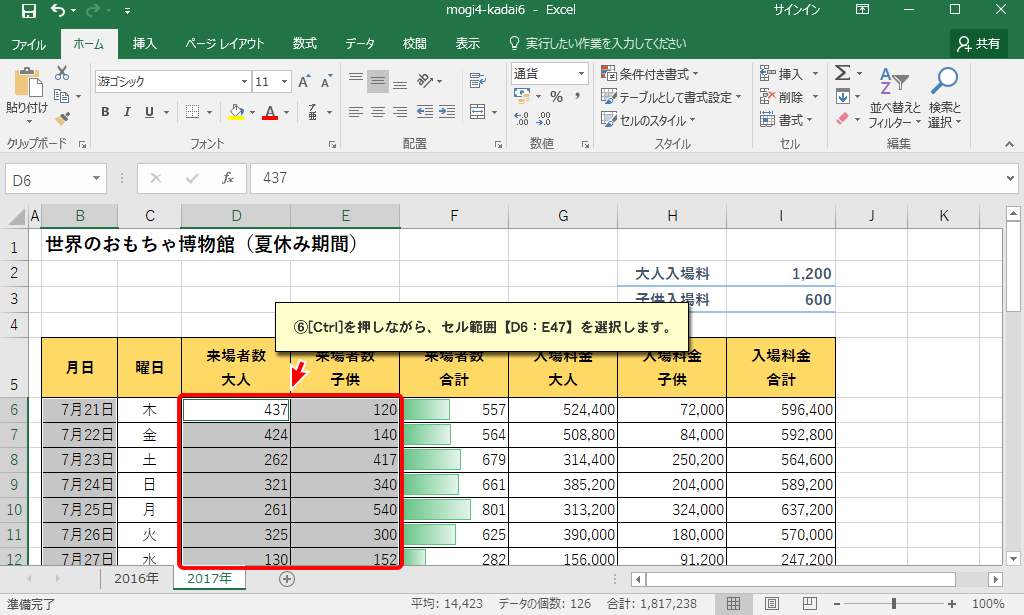 mogi4-kadai6 - Excel
サインイン
ファイル ホーム 挿入 ページ レイアウト 数式 データ 校閲 表示 実行したい作業を入力してください 共有
貼り付け
クリップボード
游ゴシック 11
B I U
フォント
配置
通貨
% ,
数値
条件付き書式
テーブルとして書式設定
セルのスタイル
スタイル
挿入
削除
書式
セル
並べ替えと
フィルター
検索と
選択
編集
D6 fx 437
A B C D E F G H I J K
1 世界のおもちゃ博物館（夏休み期間）
2 大人入場料 1,200
3 子供入場料 600
4
⑥[Ctrl]を押しながら、セル範囲【D6：E47】を選択します。
5 月日 曜日 来場者数 大人 来場者数 子供 来場者数 合計 入場料金 大人 入場料金 子供 入場料金 合計
6 7月21日 木 437 120 557 524,400 72,000 596,400
7 7月22日 金 424 140 564 508,800 84,000 592,800
8 7月23日 土 262 417 679 314,400 250,200 564,600
9 7月24日 日 321 340 661 385,200 204,000 589,200
10 7月25日 月 261 540 801 313,200 324,000 637,200
11 7月26日 火 325 300 625 390,000 180,000 570,000
12 7月27日 水 130 152 282 156,000 91,200 247,200
2016年 2017年
準備完了 平均: 14,423 データの個数: 126 合計: 1,817,238 100%